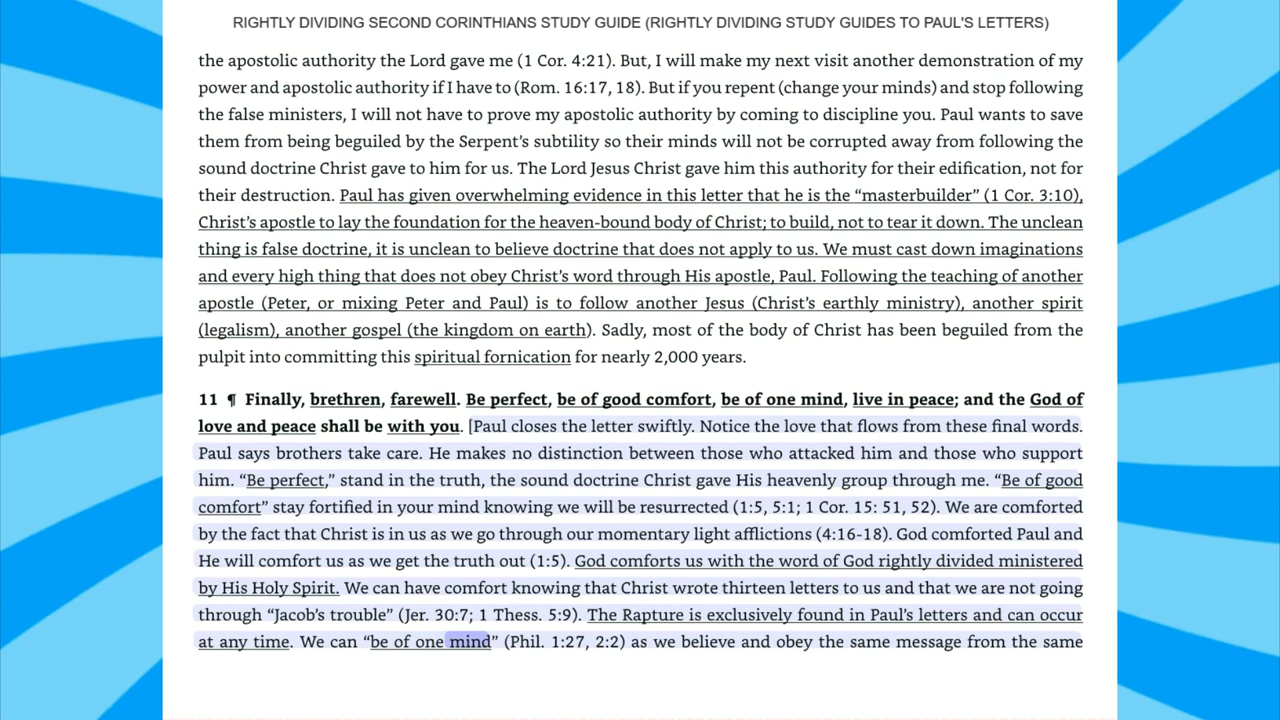 RIGHTLY DIVIDING SECOND CORINTHIANS STUDY GUIDE (RIGHTLY DIVIDING STUDY GUIDES TO PAUL'S LETTERS)
the apostolic authority the Lord gave me (1 Cor. 4:21). But, I will make my next visit another demonstration of my
power and apostolic authority if I have to (Rom. 16:17, 18). But if you repent (change your minds) and stop following
the false ministers, I will not have to prove my apostolic authority by coming to discipline you. Paul wants to save
them from being beguiled by the Serpent’s subtility so their minds will not be corrupted away from following the
sound doctrine Christ gave to him for us. The Lord Jesus Christ gave him this authority for their edification, not for
their destruction. Paul has given overwhelming evidence in this letter that he is the “masterbuilder” (1 Cor. 3:10),
Christ’s apostle to lay the foundation for the heaven-bound body of Christ; to build, not to tear it down. The unclean
thing is false doctrine, it is unclean to believe doctrine that does not apply to us. We must cast down imaginations
and every high thing that does not obey Christ’s word through His apostle, Paul. Following the teaching of another
apostle (Peter, or mixing Peter and Paul) is to follow another Jesus (Christ’s earthly ministry), another spirit
(legalism), another gospel (the kingdom on earth). Sadly, most of the body of Christ has been beguiled from the
pulpit into committing this spiritual fornication for nearly 2,000 years.
11 ¶ Finally, brethren, farewell. Be perfect, be of good comfort, be of one mind, live in peace; and the God of
love and peace shall be with you. [Paul closes the letter swiftly. Notice the love that flows from these final words.
Paul says brothers take care. He makes no distinction between those who attacked him and those who support
him. “Be perfect,” stand in the truth, the sound doctrine Christ gave His heavenly group through me. “Be of good
comfort” stay fortified in your mind knowing we will be resurrected (1:5, 5:1; 1 Cor. 15: 51, 52). We are comforted
by the fact that Christ is in us as we go through our momentary light afflictions (4:16-18). God comforted Paul and
He will comfort us as we get the truth out (1:5). God comforts us with the word of God rightly divided ministered
by His Holy Spirit. We can have comfort knowing that Christ wrote thirteen letters to us and that we are not going
through “Jacob’s trouble” (Jer. 30:7; 1 Thess. 5:9). The Rapture is exclusively found in Paul’s letters and can occur
at any time. We can “be of one mind” (Phil. 1:27, 2:2) as we believe and obey the same message from the same